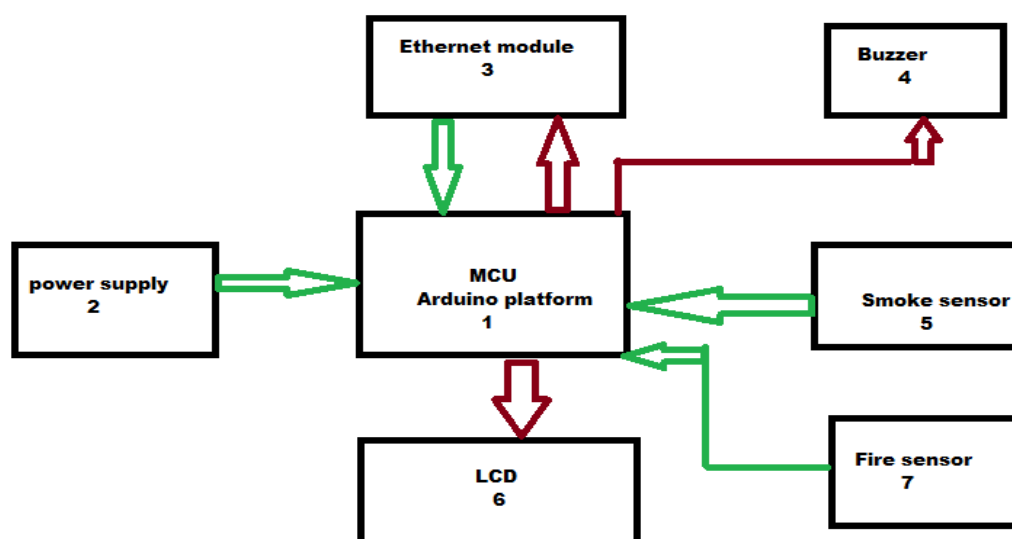 Ethernet module
3
Buzzer
4
power supply
2
MCU
Arduino platform
1
Smoke sensor
5
LCD
6
Fire sensor
7